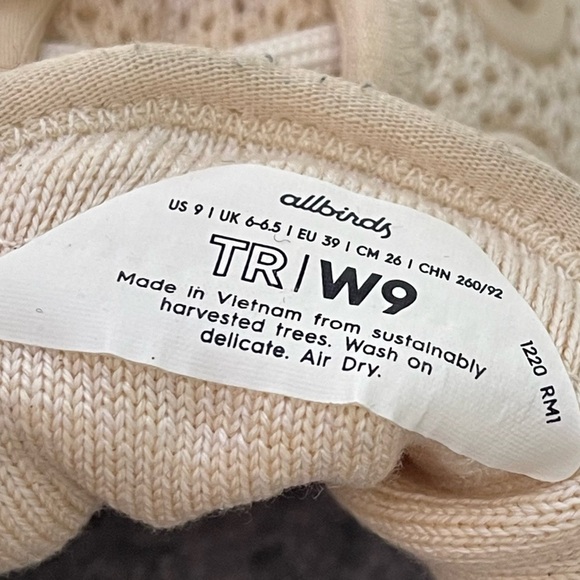 allbirds
US 9 | UK 6-6.5 | EU 39 | CM 26 | CHN 260/92
TR|W9
Made in Vietnam from sustainably
harvested trees. Wash on
delicate. Air Dry.
1220 RM1